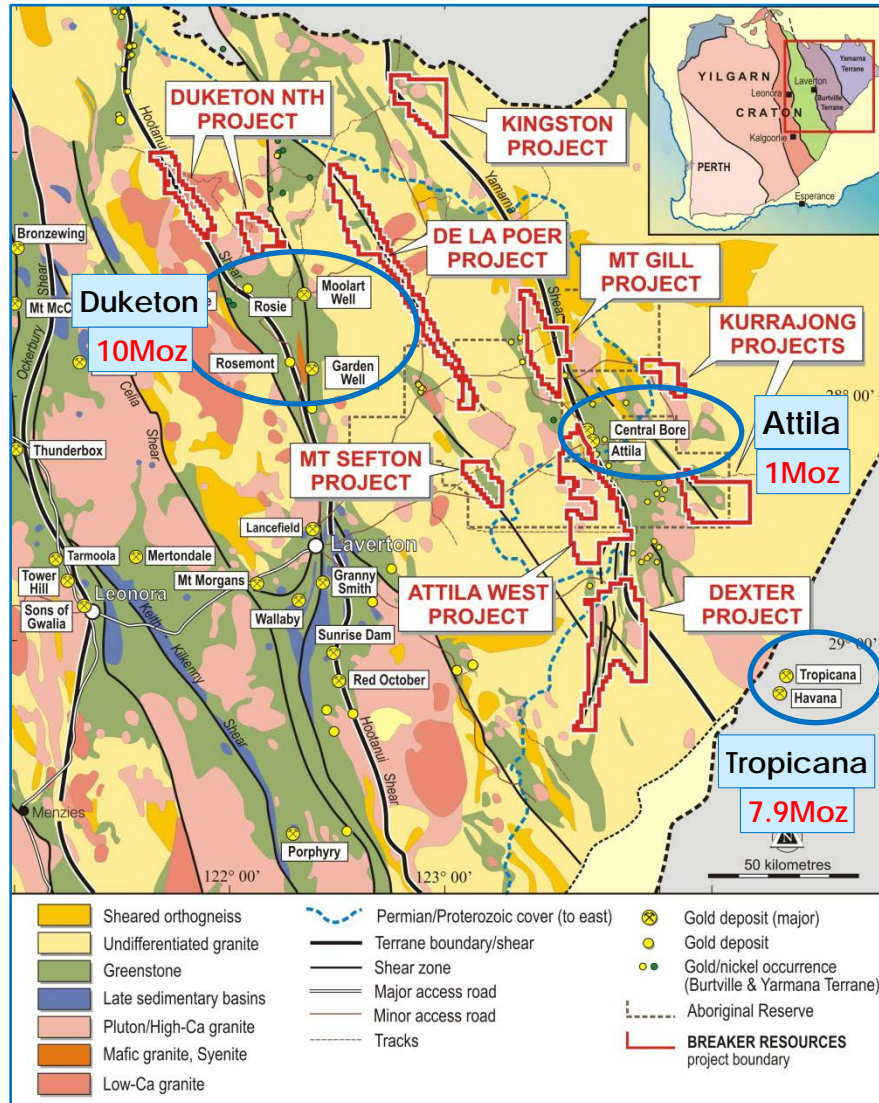 YILGARN
CRATON
Leonora
Laverton
Burtville
Terrane
Yamarna
Terrane
Kalgoorlie
PERTH
Esperance
DUKETON NTH
PROJECT
KINGSTON
PROJECT
Hootanui
Yamarna
DE LA POER
PROJECT
MT GILL
PROJECT
KURRAJONG
PROJECTS
Bronzewing
Shear
Mt McC
Duketon
10Moz
Shear
Rosie
Moolart
Well
Shear
Ockerbury
Rosemont
Garden
Well
28° 00'
Celia
Shear
Central Bore
Attila
Attila
1Moz
Thunderbox
MT SEFTON
PROJECT
Lancefield
Laverton
Tarmoola
Mertondale
Tower
Hill
Leonora
Mt Morgans
Granny
Smith
Sons of
Gwalia
Wallaby
ATTILA WEST
PROJECT
DEXTER
PROJECT
Keith
Kilkenny
Shear
Sunrise Dam
Red October
Hootanui
Shear
29° 00'
Tropicana
Havana
Tropicana
7.9Moz
Menzies
Porphyry
122° 00'
123° 00'
N
50 kilometres
Sheared orthogneiss
Undifferentiated granite
Greenstone
Late sedimentary basins
Pluton/High-Ca granite
Mafic granite, Syenite
Low-Ca granite
Permian/Proterozoic cover (to east)
Terrane boundary/shear
Shear zone
Major access road
Minor access road
Tracks
Gold deposit (major)
Gold deposit
Gold/nickel occurrence
(Burtville & Yarmana Terrane)
Aboriginal Reserve
BREAKER RESOURCES
project boundary